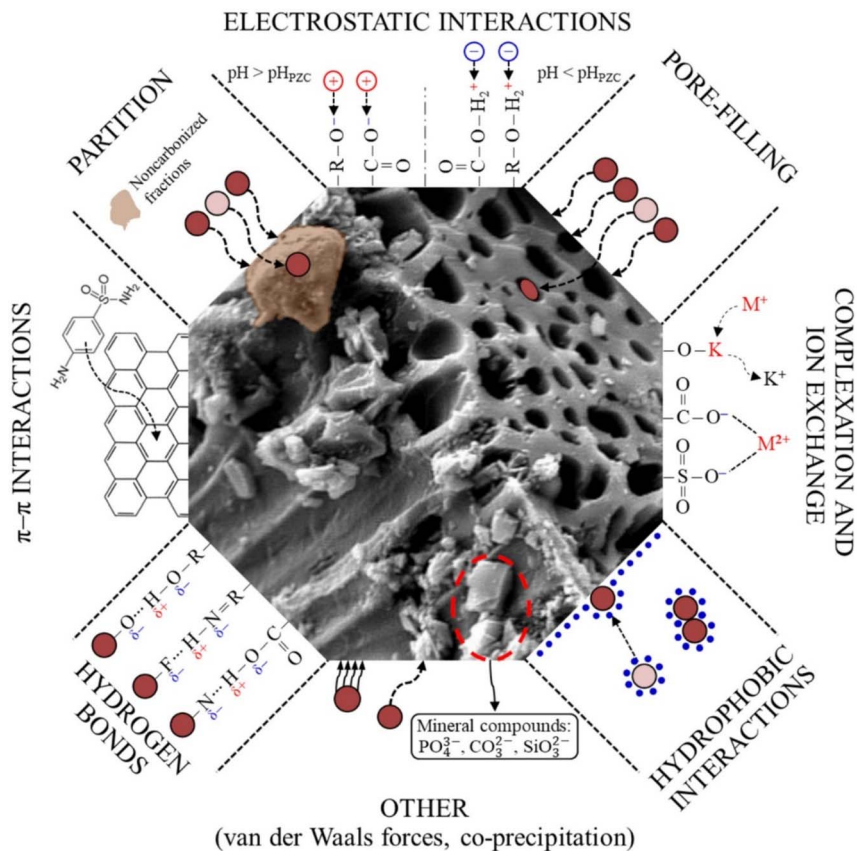 ELECTROSTATIC INTERACTIONS
pH > pHPZC
pH < pHPZC
+ +
− −
− R − O −
− C − O −
= O
O =
− C − O − H₂ +
− R − O − H₂ +
PARTITION
Noncarbonized
fractions
PORE-FILLING
π–π INTERACTIONS
O
S
O
NH₂
H₂N
COMPLEXATION AND
ION EXCHANGE
− O − K
M⁺
K⁺
O
− C − O⁻
O
− S − O⁻
O
M²⁺
HYDROGEN
BONDS
O ··· H − O − R
δ− δ+ δ−
F ··· H − N = R
δ− δ+ δ−
N ··· H − O − C
δ− δ+ δ−
O
HYDROPHOBIC
INTERACTIONS
Mineral compounds:
PO₄³⁻, CO₃²⁻, SiO₃²⁻
OTHER
(van der Waals forces, co-precipitation)